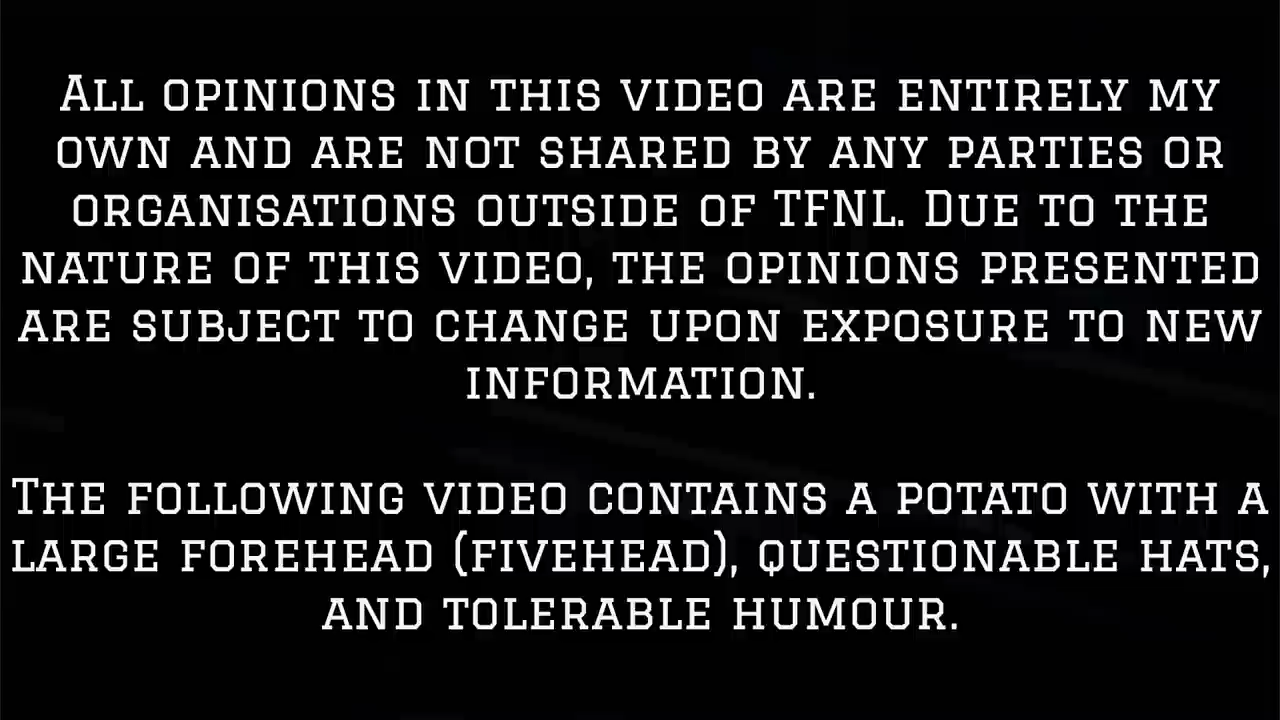 All opinions in this video are entirely my
own and are not shared by any parties or
organisations outside of TFNL. Due to the
nature of this video, the opinions presented
are subject to change upon exposure to new
information.
The following video contains a potato with a
large forehead (fivehead), questionable hats,
and tolerable humour.